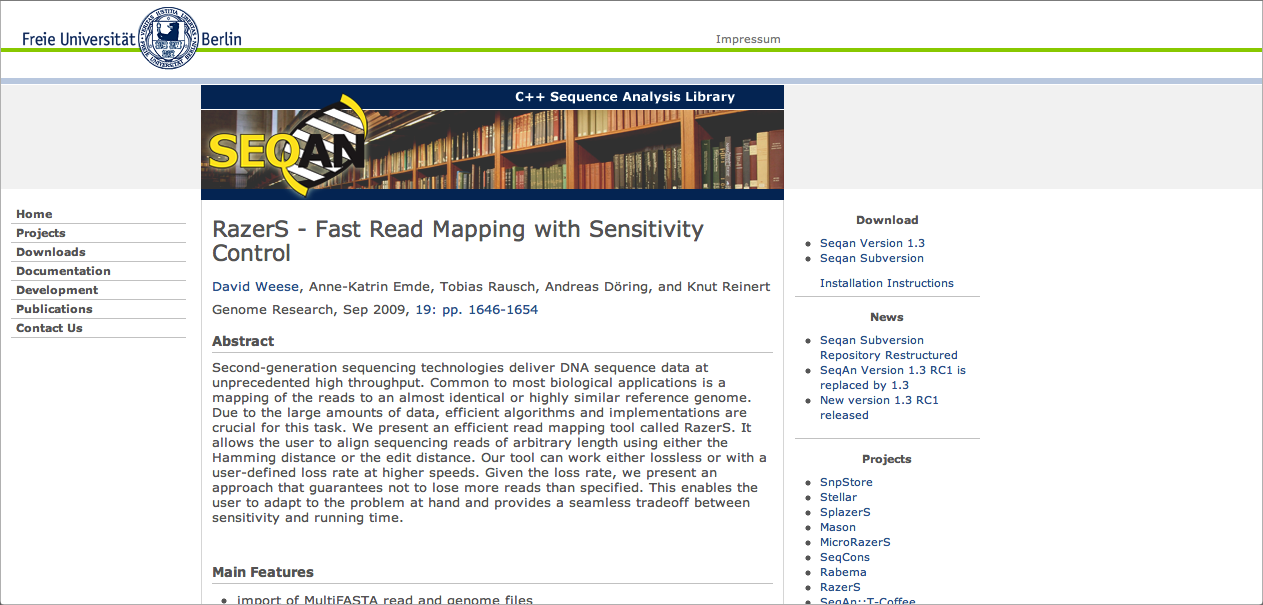 Freie Universität Berlin
Impressum
C++ Sequence Analysis Library
SEQAN
Home
Projects
Downloads
Documentation
Development
Publications
Contact Us
RazerS - Fast Read Mapping with Sensitivity
Control
David Weese, Anne-Katrin Emde, Tobias Rausch, Andreas Döring, and Knut Reinert
Genome Research, Sep 2009, 19: pp. 1646-1654
Abstract
Second-generation sequencing technologies deliver DNA sequence data at
unprecedented high throughput. Common to most biological applications is a
mapping of the reads to an almost identical or highly similar reference genome.
Due to the large amounts of data, efficient algorithms and implementations are
crucial for this task. We present an efficient read mapping tool called RazerS. It
allows the user to align sequencing reads of arbitrary length using either the
Hamming distance or the edit distance. Our tool can work either lossless or with a
user-defined loss rate at higher speeds. Given the loss rate, we present an
approach that guarantees not to lose more reads than specified. This enables the
user to adapt to the problem at hand and provides a seamless tradeoff between
sensitivity and running time.
Main Features
import of MultiFASTA read and genome files
Download
Seqan Version 1.3
Seqan Subversion
Installation Instructions
News
Seqan Subversion
Repository Restructured
SeqAn Version 1.3 RC1 is
replaced by 1.3
New version 1.3 RC1
released
Projects
SnpStore
Stellar
SplazerS
Mason
MicroRazerS
SeqCons
Rabema
RazerS
SeqAn::T-Coffee